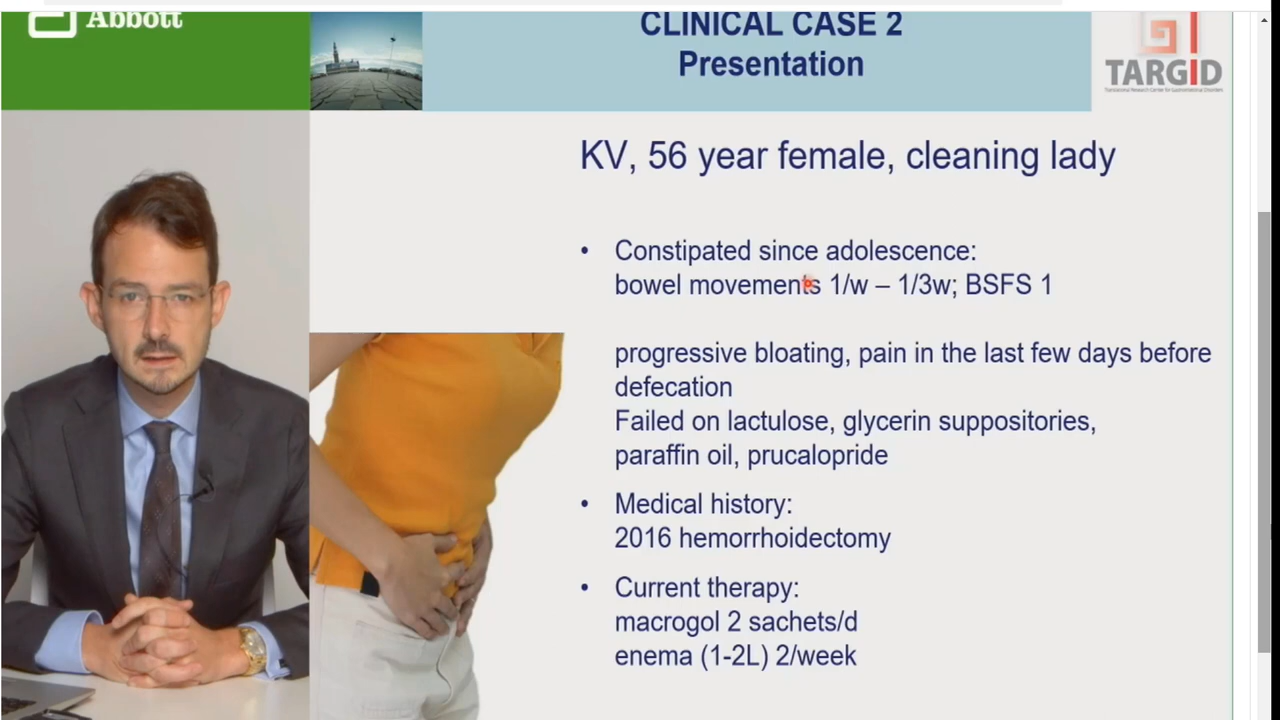 Abbott
CLINICAL CASE 2
Presentation
TARGID
KV, 56 year female, cleaning lady
• Constipated since adolescence:
bowel movements 1/w – 1/3w; BSFS 1
progressive bloating, pain in the last few days before
defecation
Failed on lactulose, glycerin suppositories,
paraffin oil, prucalopride
• Medical history:
2016 hemorrhoidectomy
• Current therapy:
macrogol 2 sachets/d
enema (1-2L) 2/week